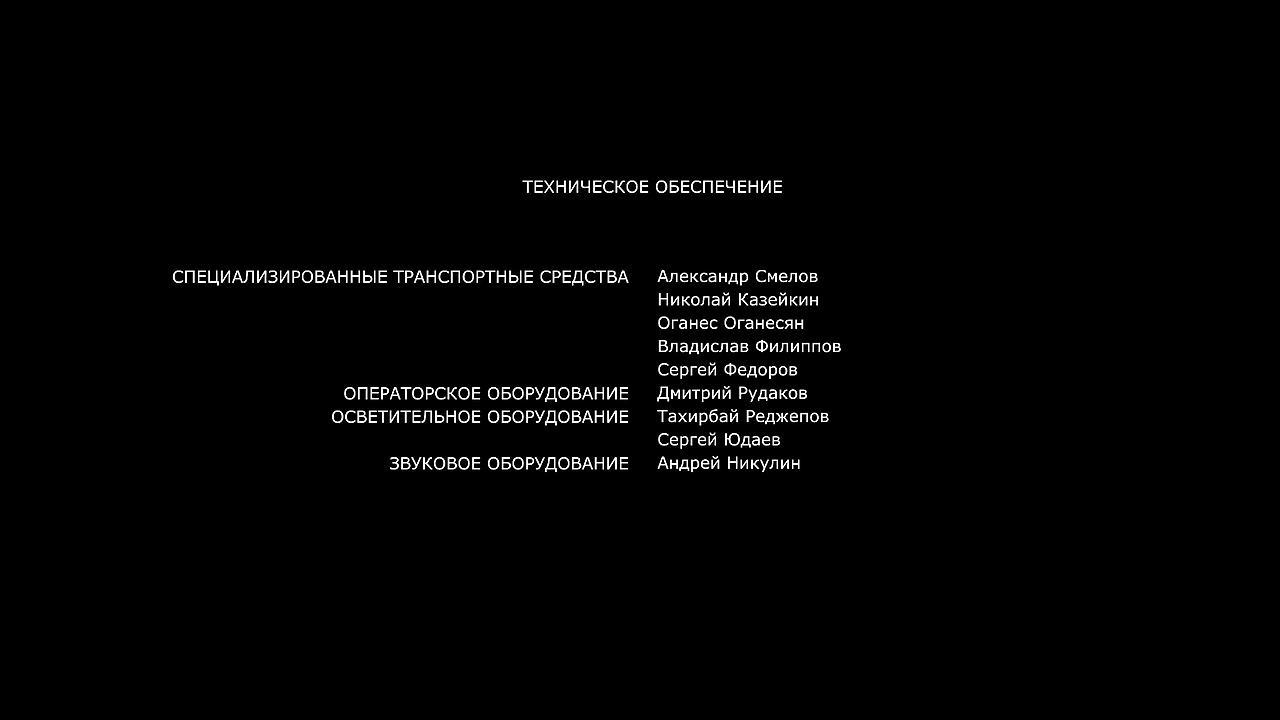 ТЕХНИЧЕСКОЕ ОБЕСПЕЧЕНИЕ
СПЕЦИАЛИЗИРОВАННЫЕ ТРАНСПОРТНЫЕ СРЕДСТВА Александр Смелов
Николай Казейкин
Оганес Оганесян
Владислав Филиппов
Сергей Федоров
ОПЕРАТОРСКОЕ ОБОРУДОВАНИЕ Дмитрий Рудаков
ОСВЕТИТЕЛЬНОЕ ОБОРУДОВАНИЕ Тахирбай Реджепов
Сергей Юдаев
ЗВУКОВОЕ ОБОРУДОВАНИЕ Андрей Никулин